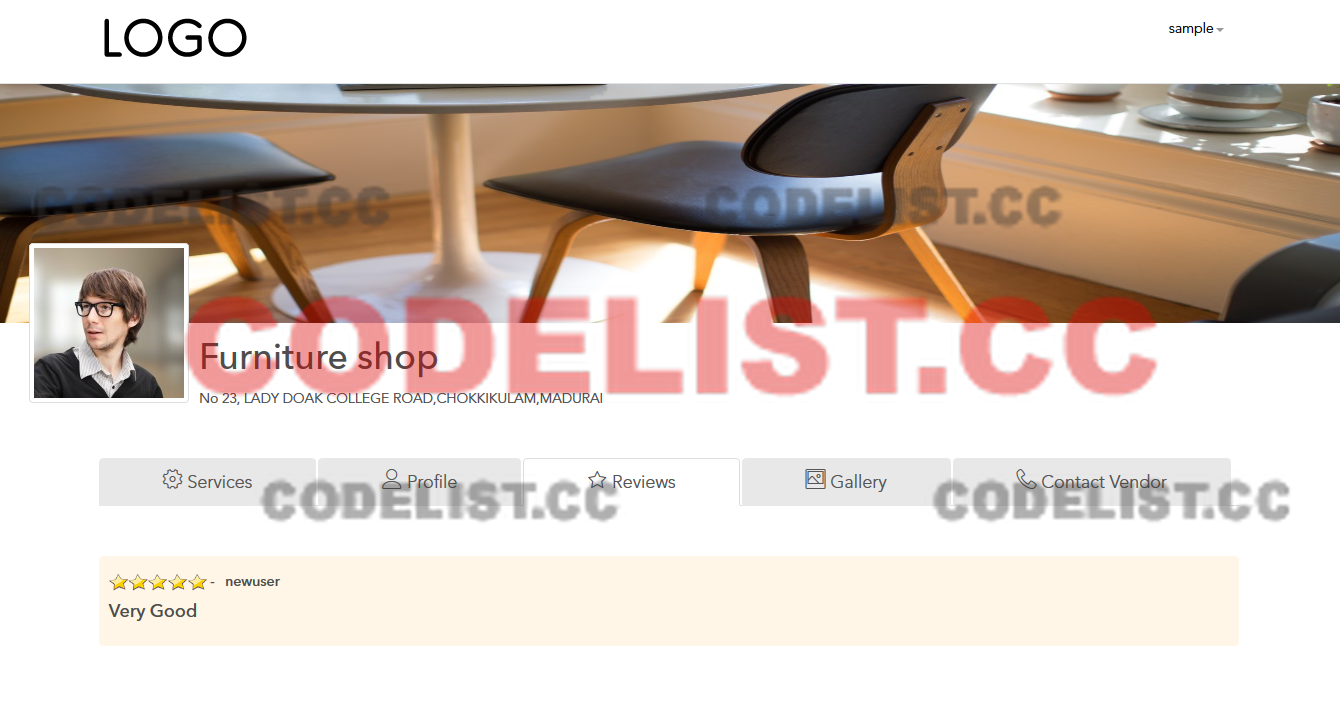 LOGO
sample
CODELIST.CC CODELIST.CC
CODELIST.CC
Furniture shop
No 23, LADY DOAK COLLEGE ROAD,CHOKKIKULAM,MADURAI
Services Profile Reviews Gallery Contact Vendor
CODELIST.CC CODELIST.CC
- newuser
Very Good